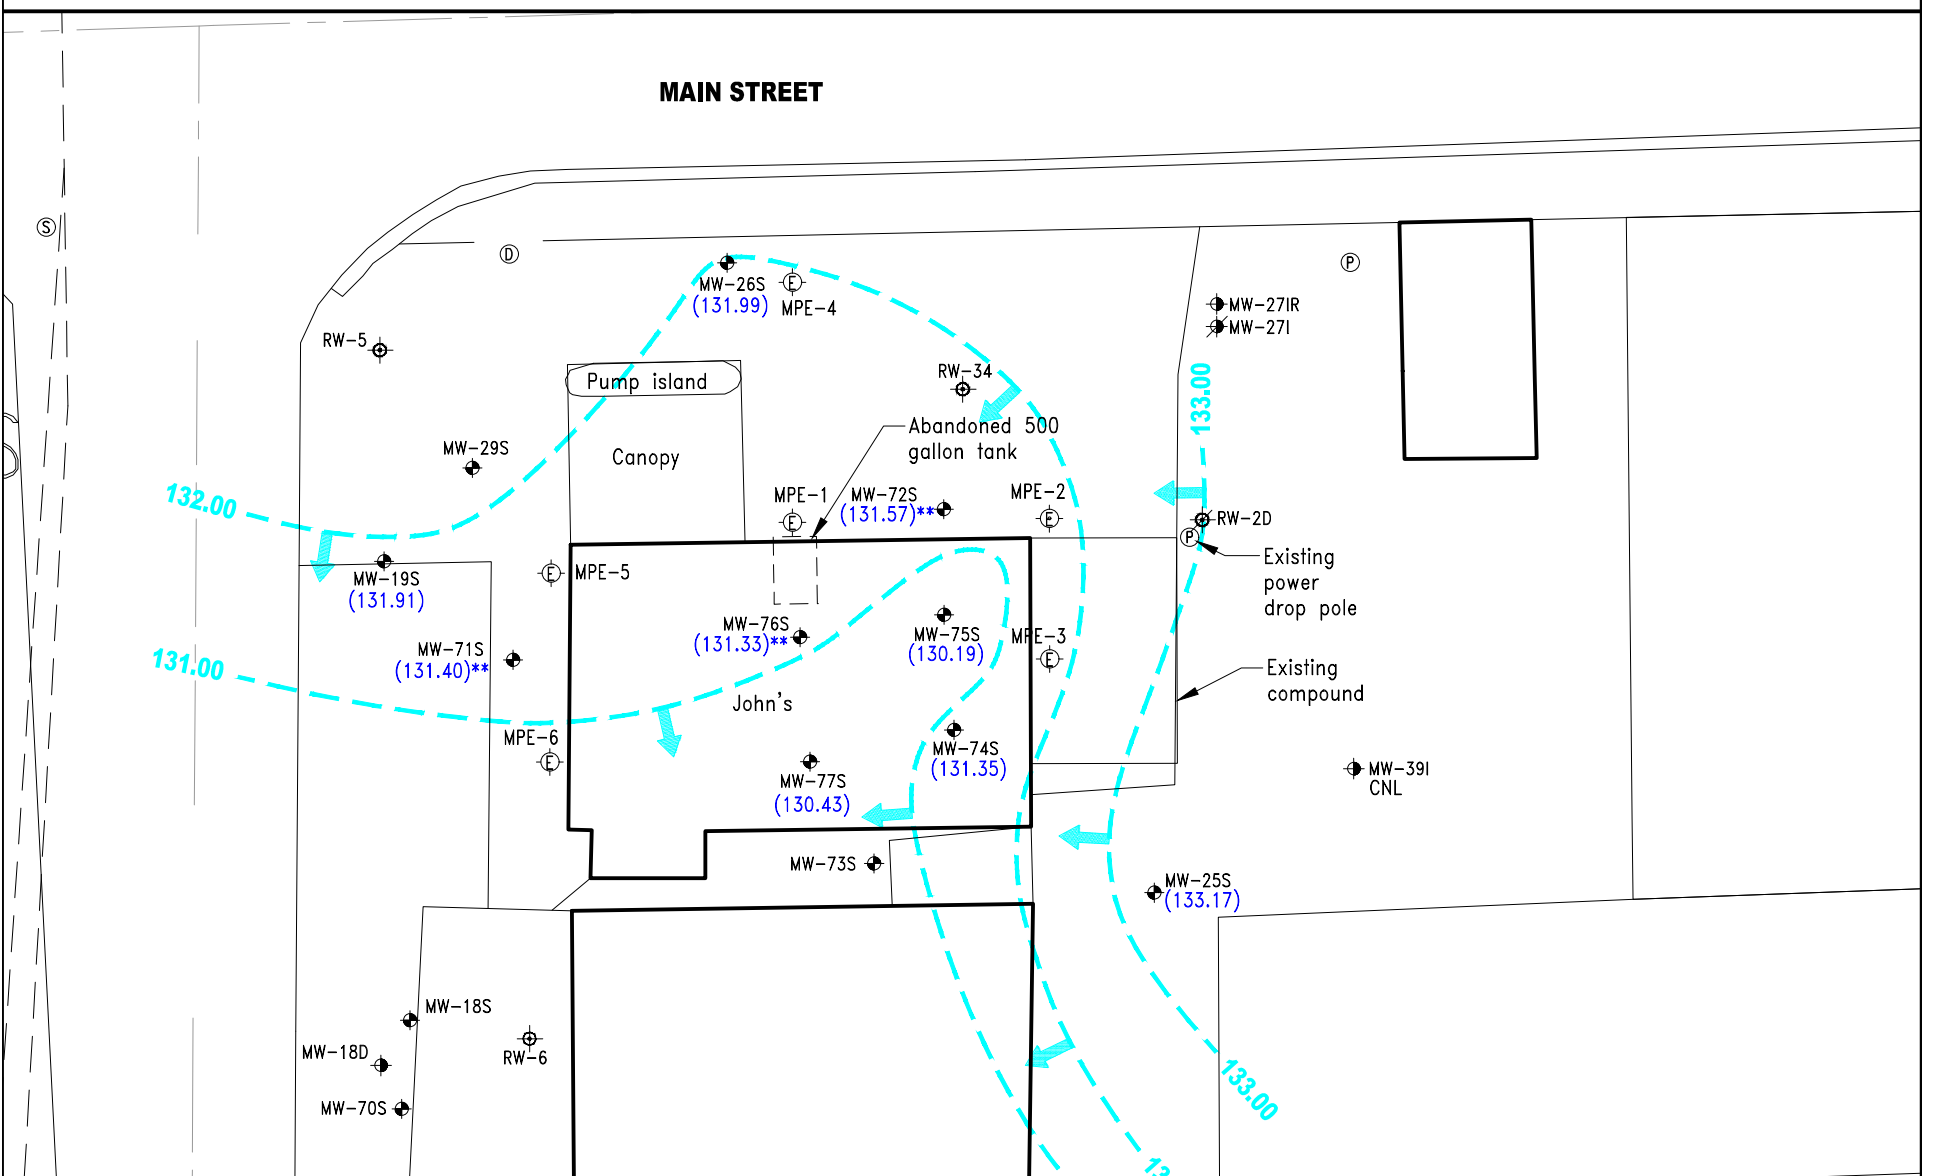 MAIN STREET
S
D
P
MW-26S
(131.99)
E
MPE-4
MW-27IR
MW-27I
RW-5
Pump island
RW-34
133.00
Abandoned 500
gallon tank
MW-29S
Canopy
132.00
MPE-1
E
MW-72S
(131.57)**
MPE-2
E
RW-2D
P
Existing
power
drop pole
MW-19S
(131.91)
E
MPE-5
MW-76S
(131.33)**
MW-75S
(130.19)
MPE-3
E
MW-71S
(131.40)**
131.00
Existing
compound
John's
MPE-6
E
MW-74S
(131.35)
MW-77S
(130.43)
MW-39I
CNL
MW-73S
MW-25S
(133.17)
MW-18S
MW-18D
RW-6
MW-70S
133.00